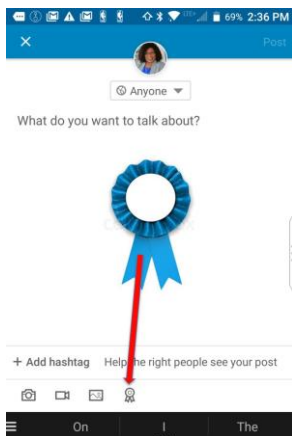 69% 2:36 PM
Post
Anyone
What do you want to talk about?
+ Add hashtag Help the right people see your post
On I The